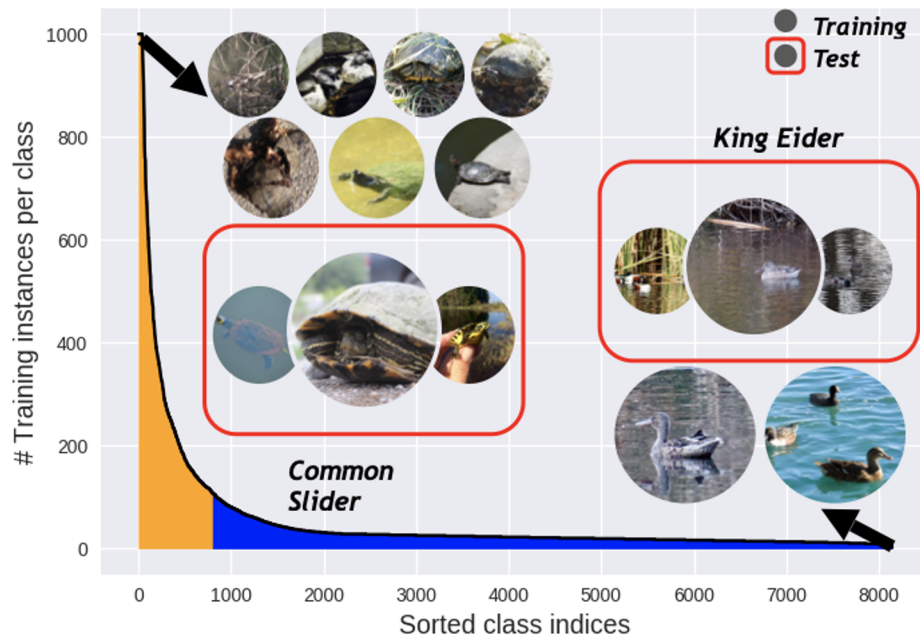 Training
Test
King Eider
Common
Slider
# Training instances per class
1000
800
600
400
200
0
0
1000
2000
3000
4000
5000
6000
7000
8000
Sorted class indices